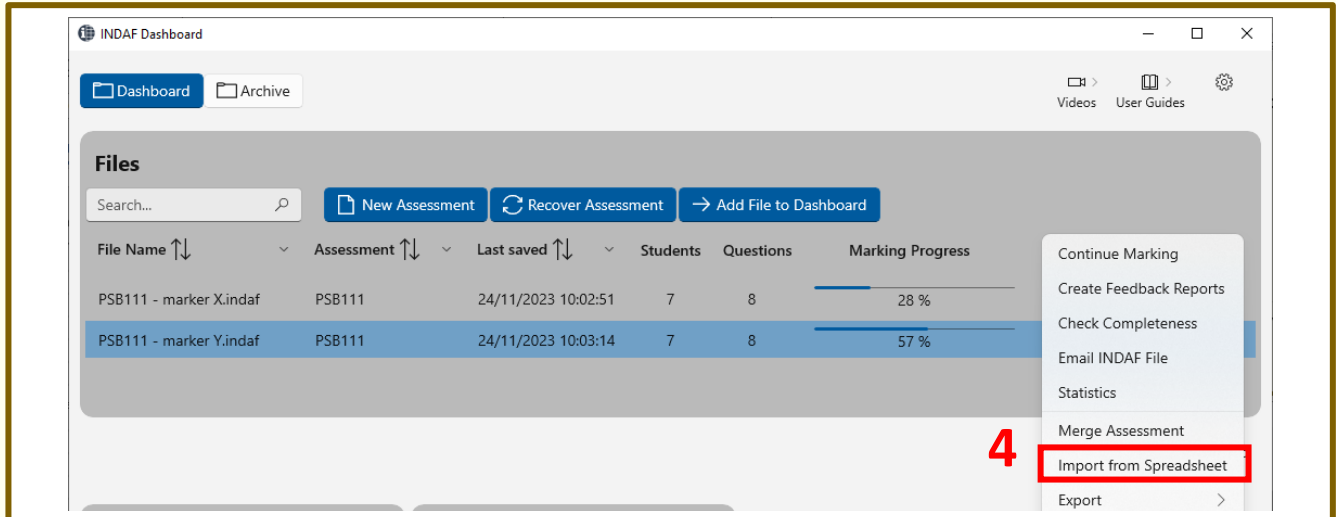 INDAF Dashboard
Dashboard Archive
Videos User Guides
Files
Search... New Assessment Recover Assessment Add File to Dashboard
File Name Assessment Last saved Students Questions Marking Progress
PSB111 - marker X.indaf PSB111 24/11/2023 10:02:51 7 8 28 %
PSB111 - marker Y.indaf PSB111 24/11/2023 10:03:14 7 8 57 %
Continue Marking
Create Feedback Reports
Check Completeness
Email INDAF File
Statistics
Merge Assessment
4 Import from Spreadsheet
Export